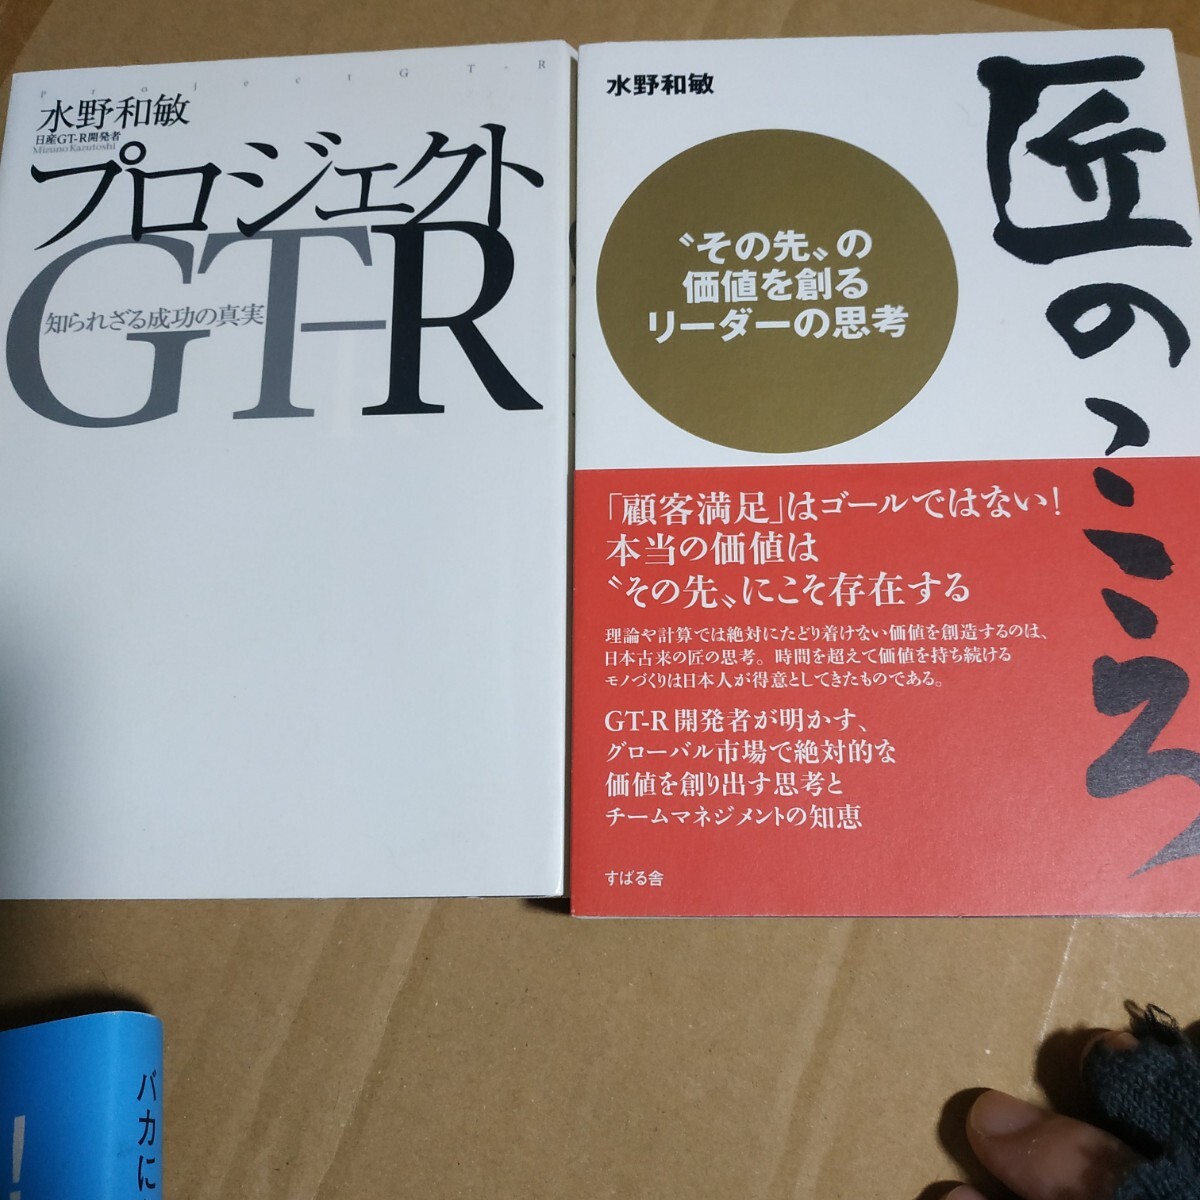 Project GT-R
水野和敏
日産GT-R開発者
Mizuno Kazutoshi
プロジェクト
GT-R
知られざる成功の真実
水野和敏
匠のこころ
〝その先〟の
価値を創る
リーダーの思考
「顧客満足」はゴールではない!
本当の価値は
〝その先〟にこそ存在する
理論や計算では絶対にたどり着けない価値を創造するのは、
日本古来の匠の思考。時間を超えて価値を持ち続ける
モノづくりは日本人が得意としてきたものである。
GT-R開発者が明かす、
グローバル市場で絶対的な
価値を創り出す思考と
チームマネジメントの知恵
すばる舎
バカに
!